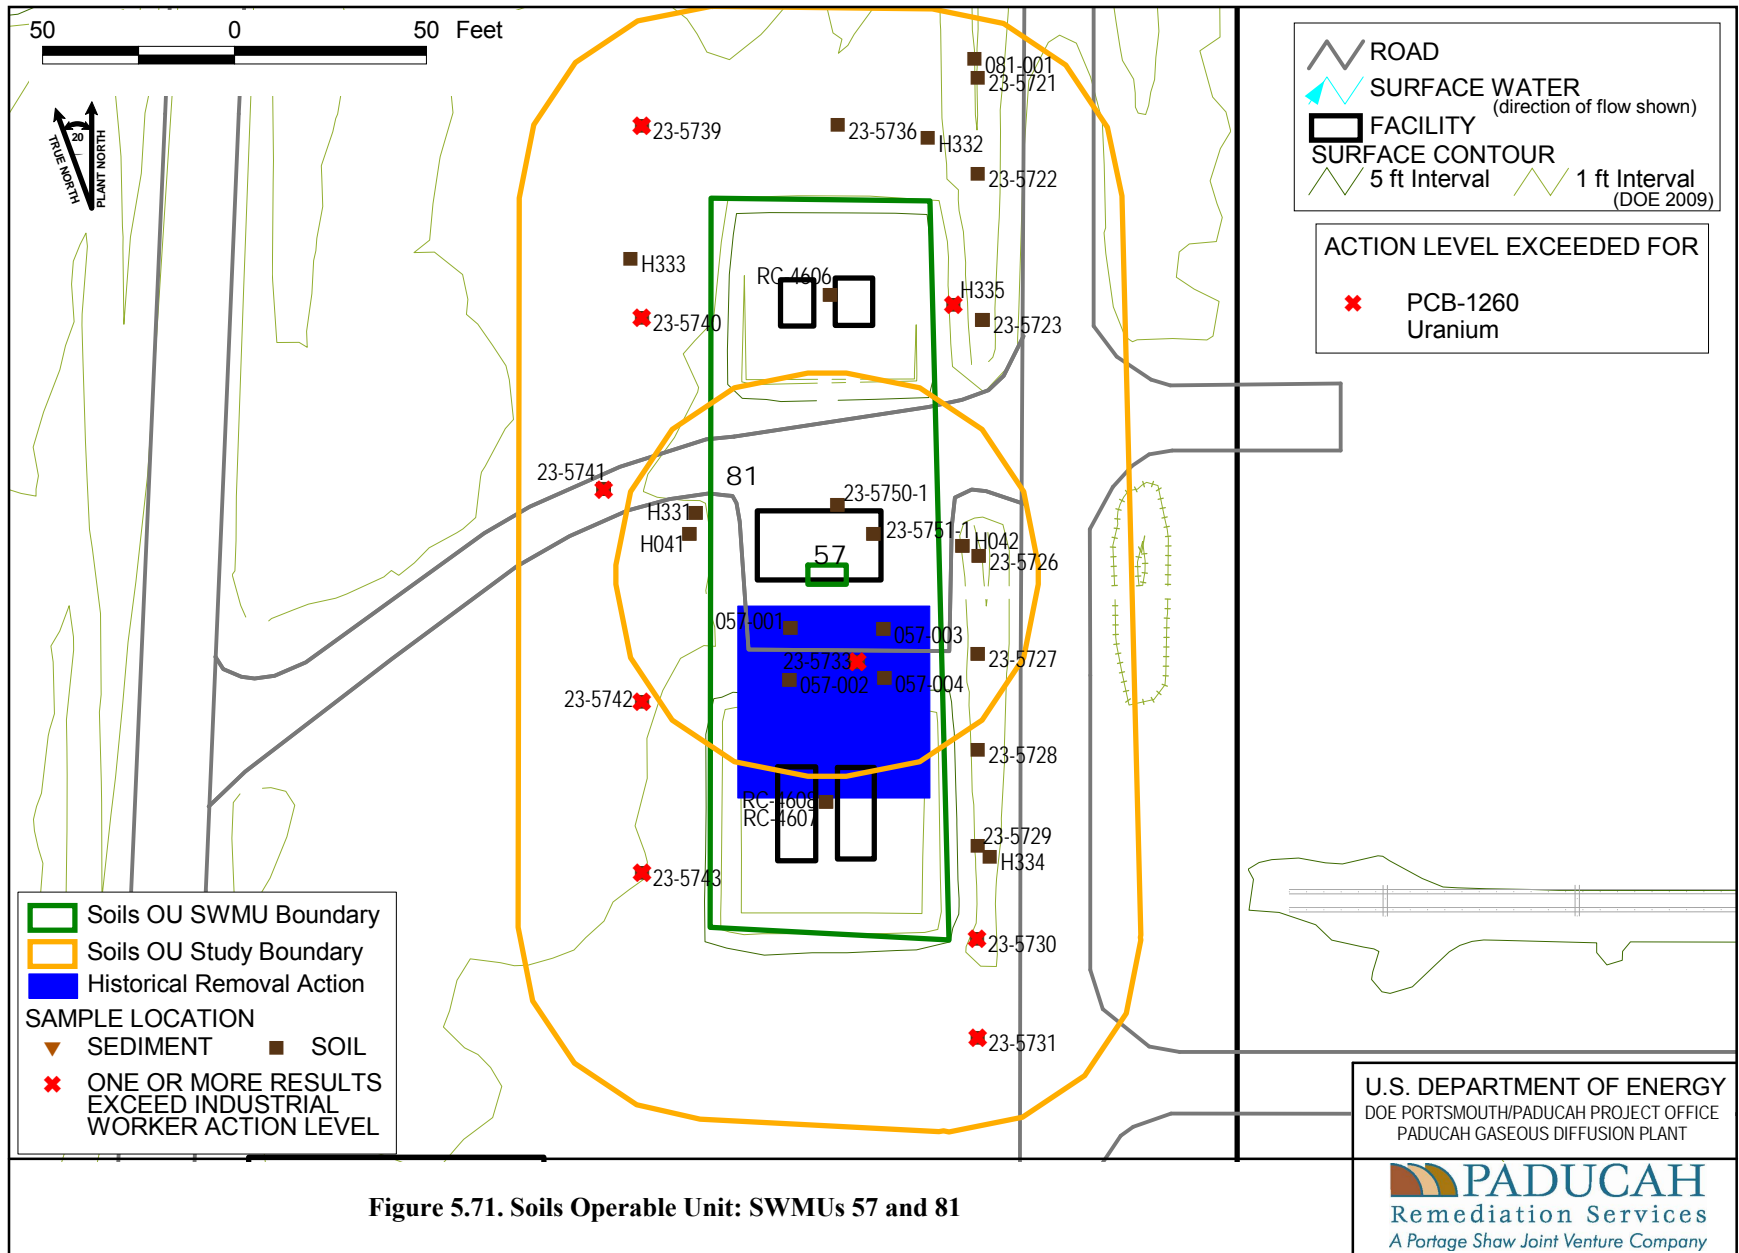 50 0 50 Feet
TRUE NORTH
20
PLANT NORTH
ROAD
SURFACE WATER
(direction of flow shown)
FACILITY
SURFACE CONTOUR
5 ft Interval 1 ft Interval
(DOE 2009)
ACTION LEVEL EXCEEDED FOR
PCB-1260
Uranium
081-001
23-5721
23-5739
23-5736
H332
23-5722
H333
RC-4606
H335
23-5740
23-5723
23-5741
81
23-5750-1
H331
23-5751-1
H041
H042
57
23-5726
057-001
057-003
23-5733
23-5727
057-002
057-004
23-5742
23-5728
RC-4608
RC-4607
23-5729
H334
23-5743
23-5730
23-5731
Soils OU SWMU Boundary
Soils OU Study Boundary
Historical Removal Action
SAMPLE LOCATION
SEDIMENT SOIL
ONE OR MORE RESULTS
EXCEED INDUSTRIAL
WORKER ACTION LEVEL
U.S. DEPARTMENT OF ENERGY
DOE PORTSMOUTH/PADUCAH PROJECT OFFICE
PADUCAH GASEOUS DIFFUSION PLANT
PADUCAH
Remediation Services
A Portage Shaw Joint Venture Company
Figure 5.71. Soils Operable Unit: SWMUs 57 and 81